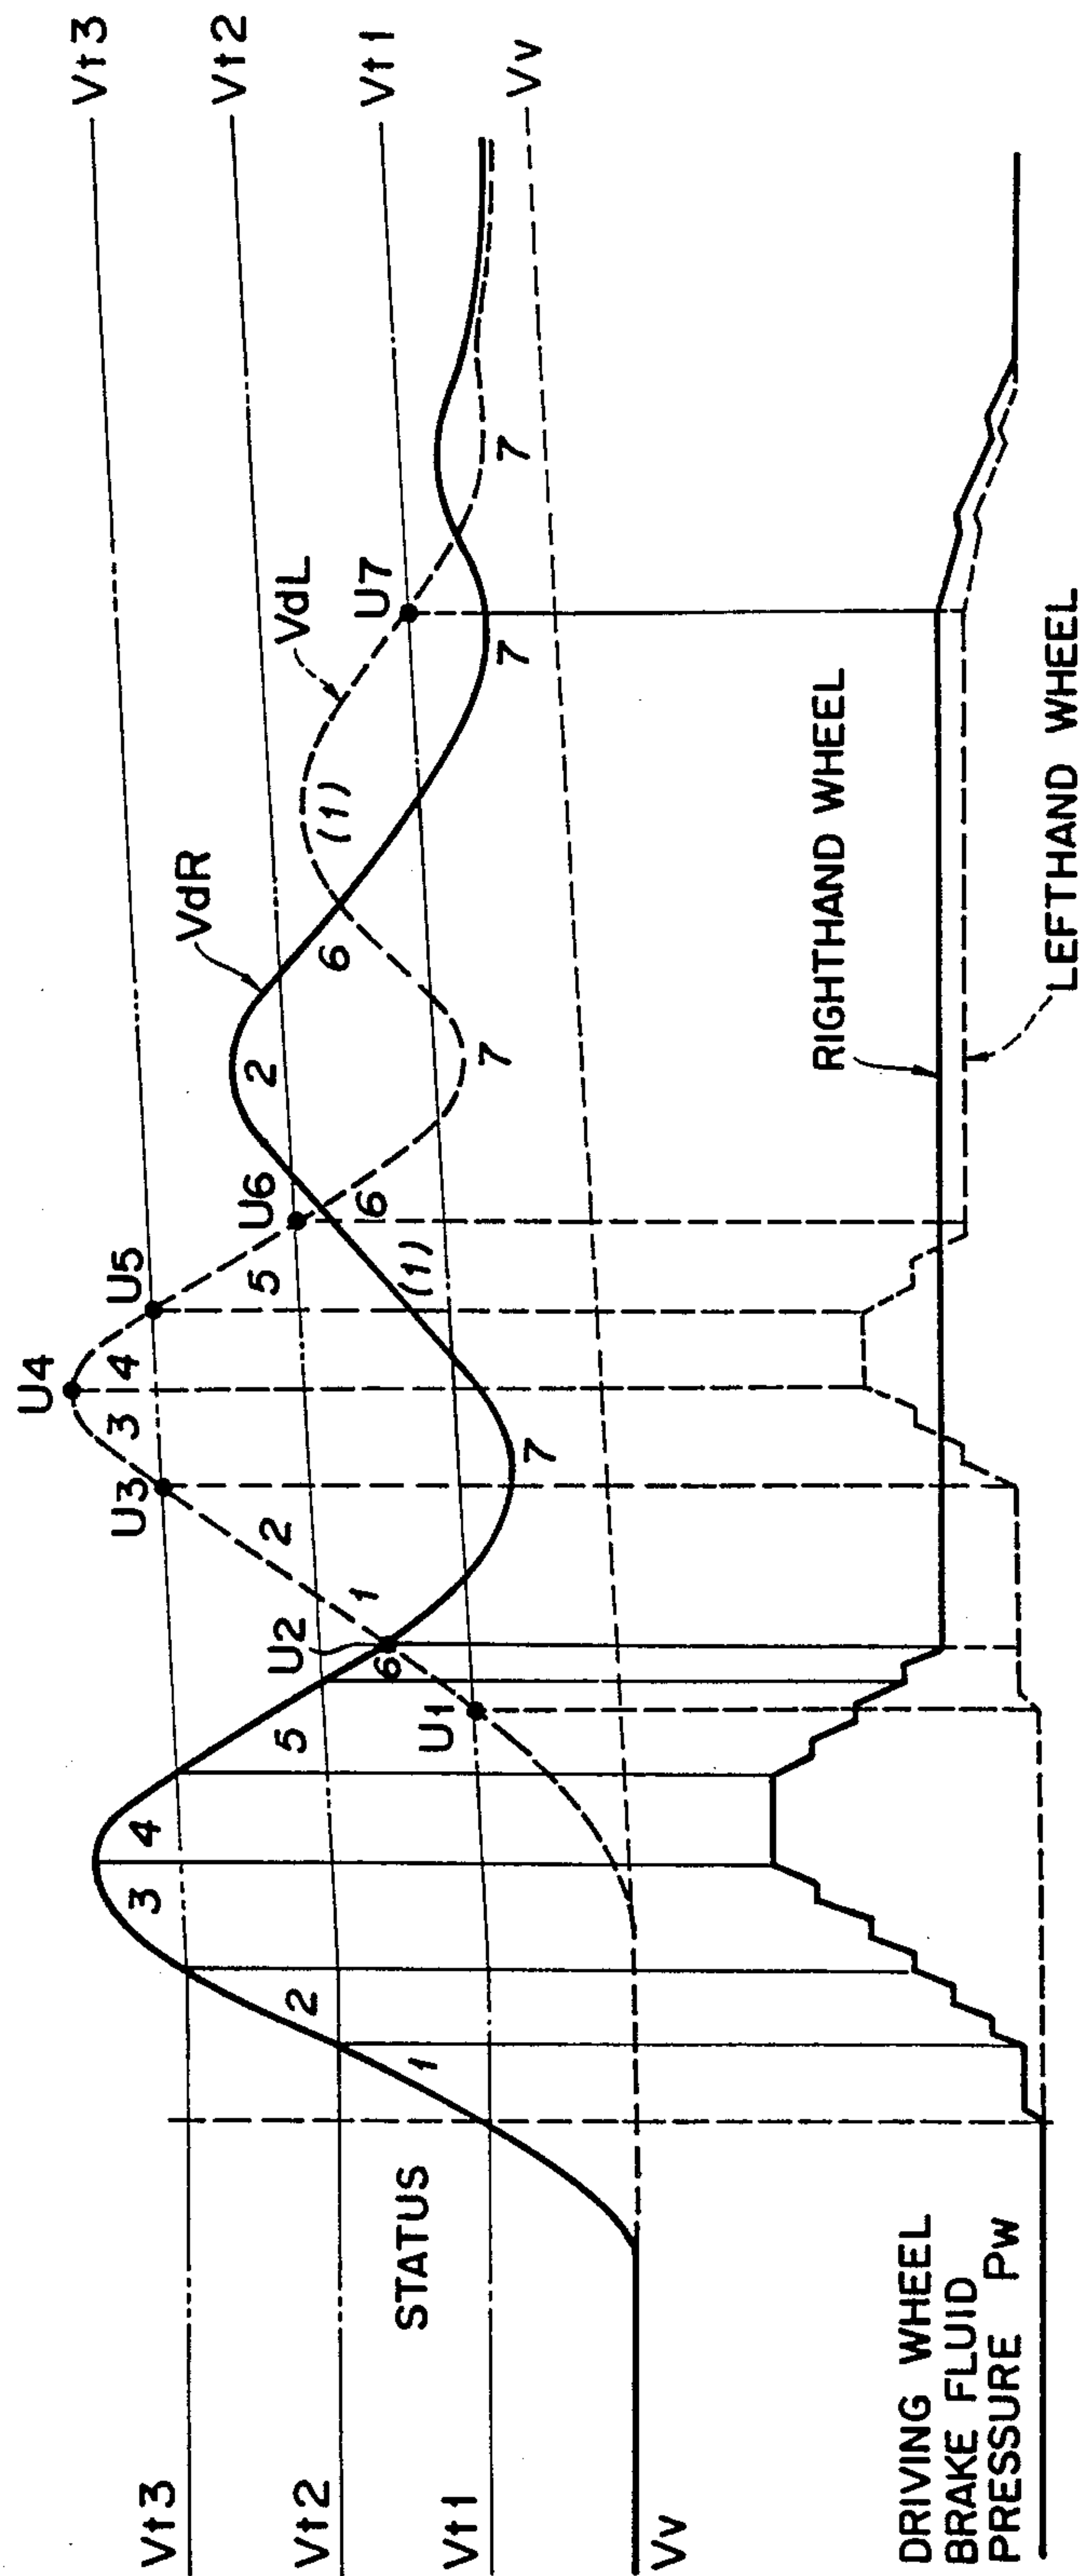 Vt3
Vt2
Vt1
Vv
STATUS
DRIVING WHEEL
BRAKE FLUID
PRESSURE Pw
1
2
3
4
5
6
7
(1)
2
6
7
7
U1
U2
1
2
U3
3
U4
4
U5
5
U6
6
7
(1)
U7
VdR
VdL
RIGHTHAND WHEEL
LEFTHAND WHEEL
Vt3
Vt2
Vt1
Vv